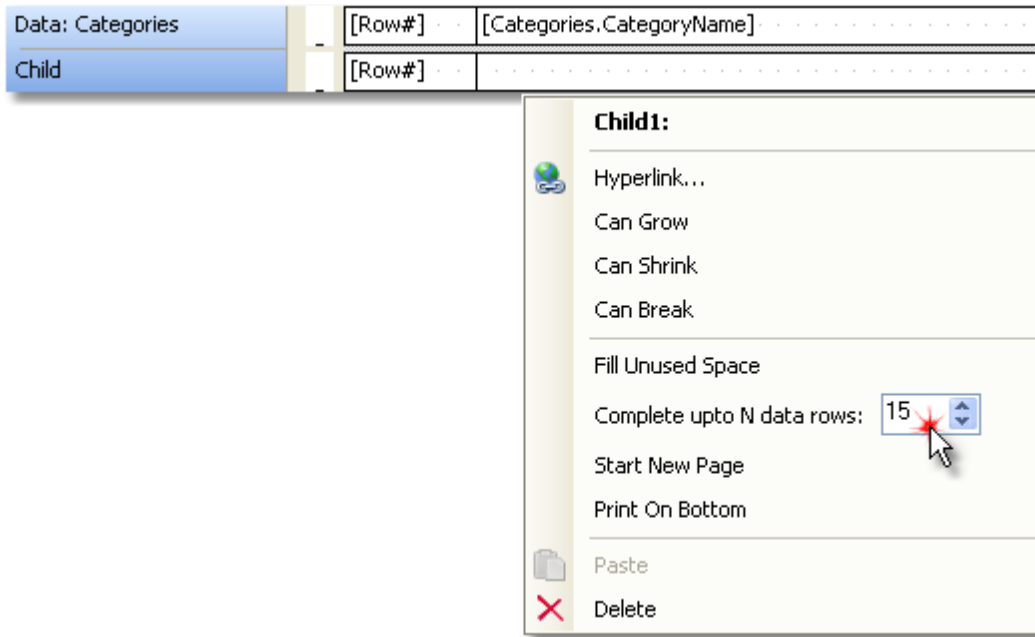 Data: Categories [Row#] [Categories.CategoryName]
Child [Row#]
Child1:
Hyperlink...
Can Grow
Can Shrink
Can Break
Fill Unused Space
Complete upto N data rows: 15
Start New Page
Print On Bottom
Paste
Delete